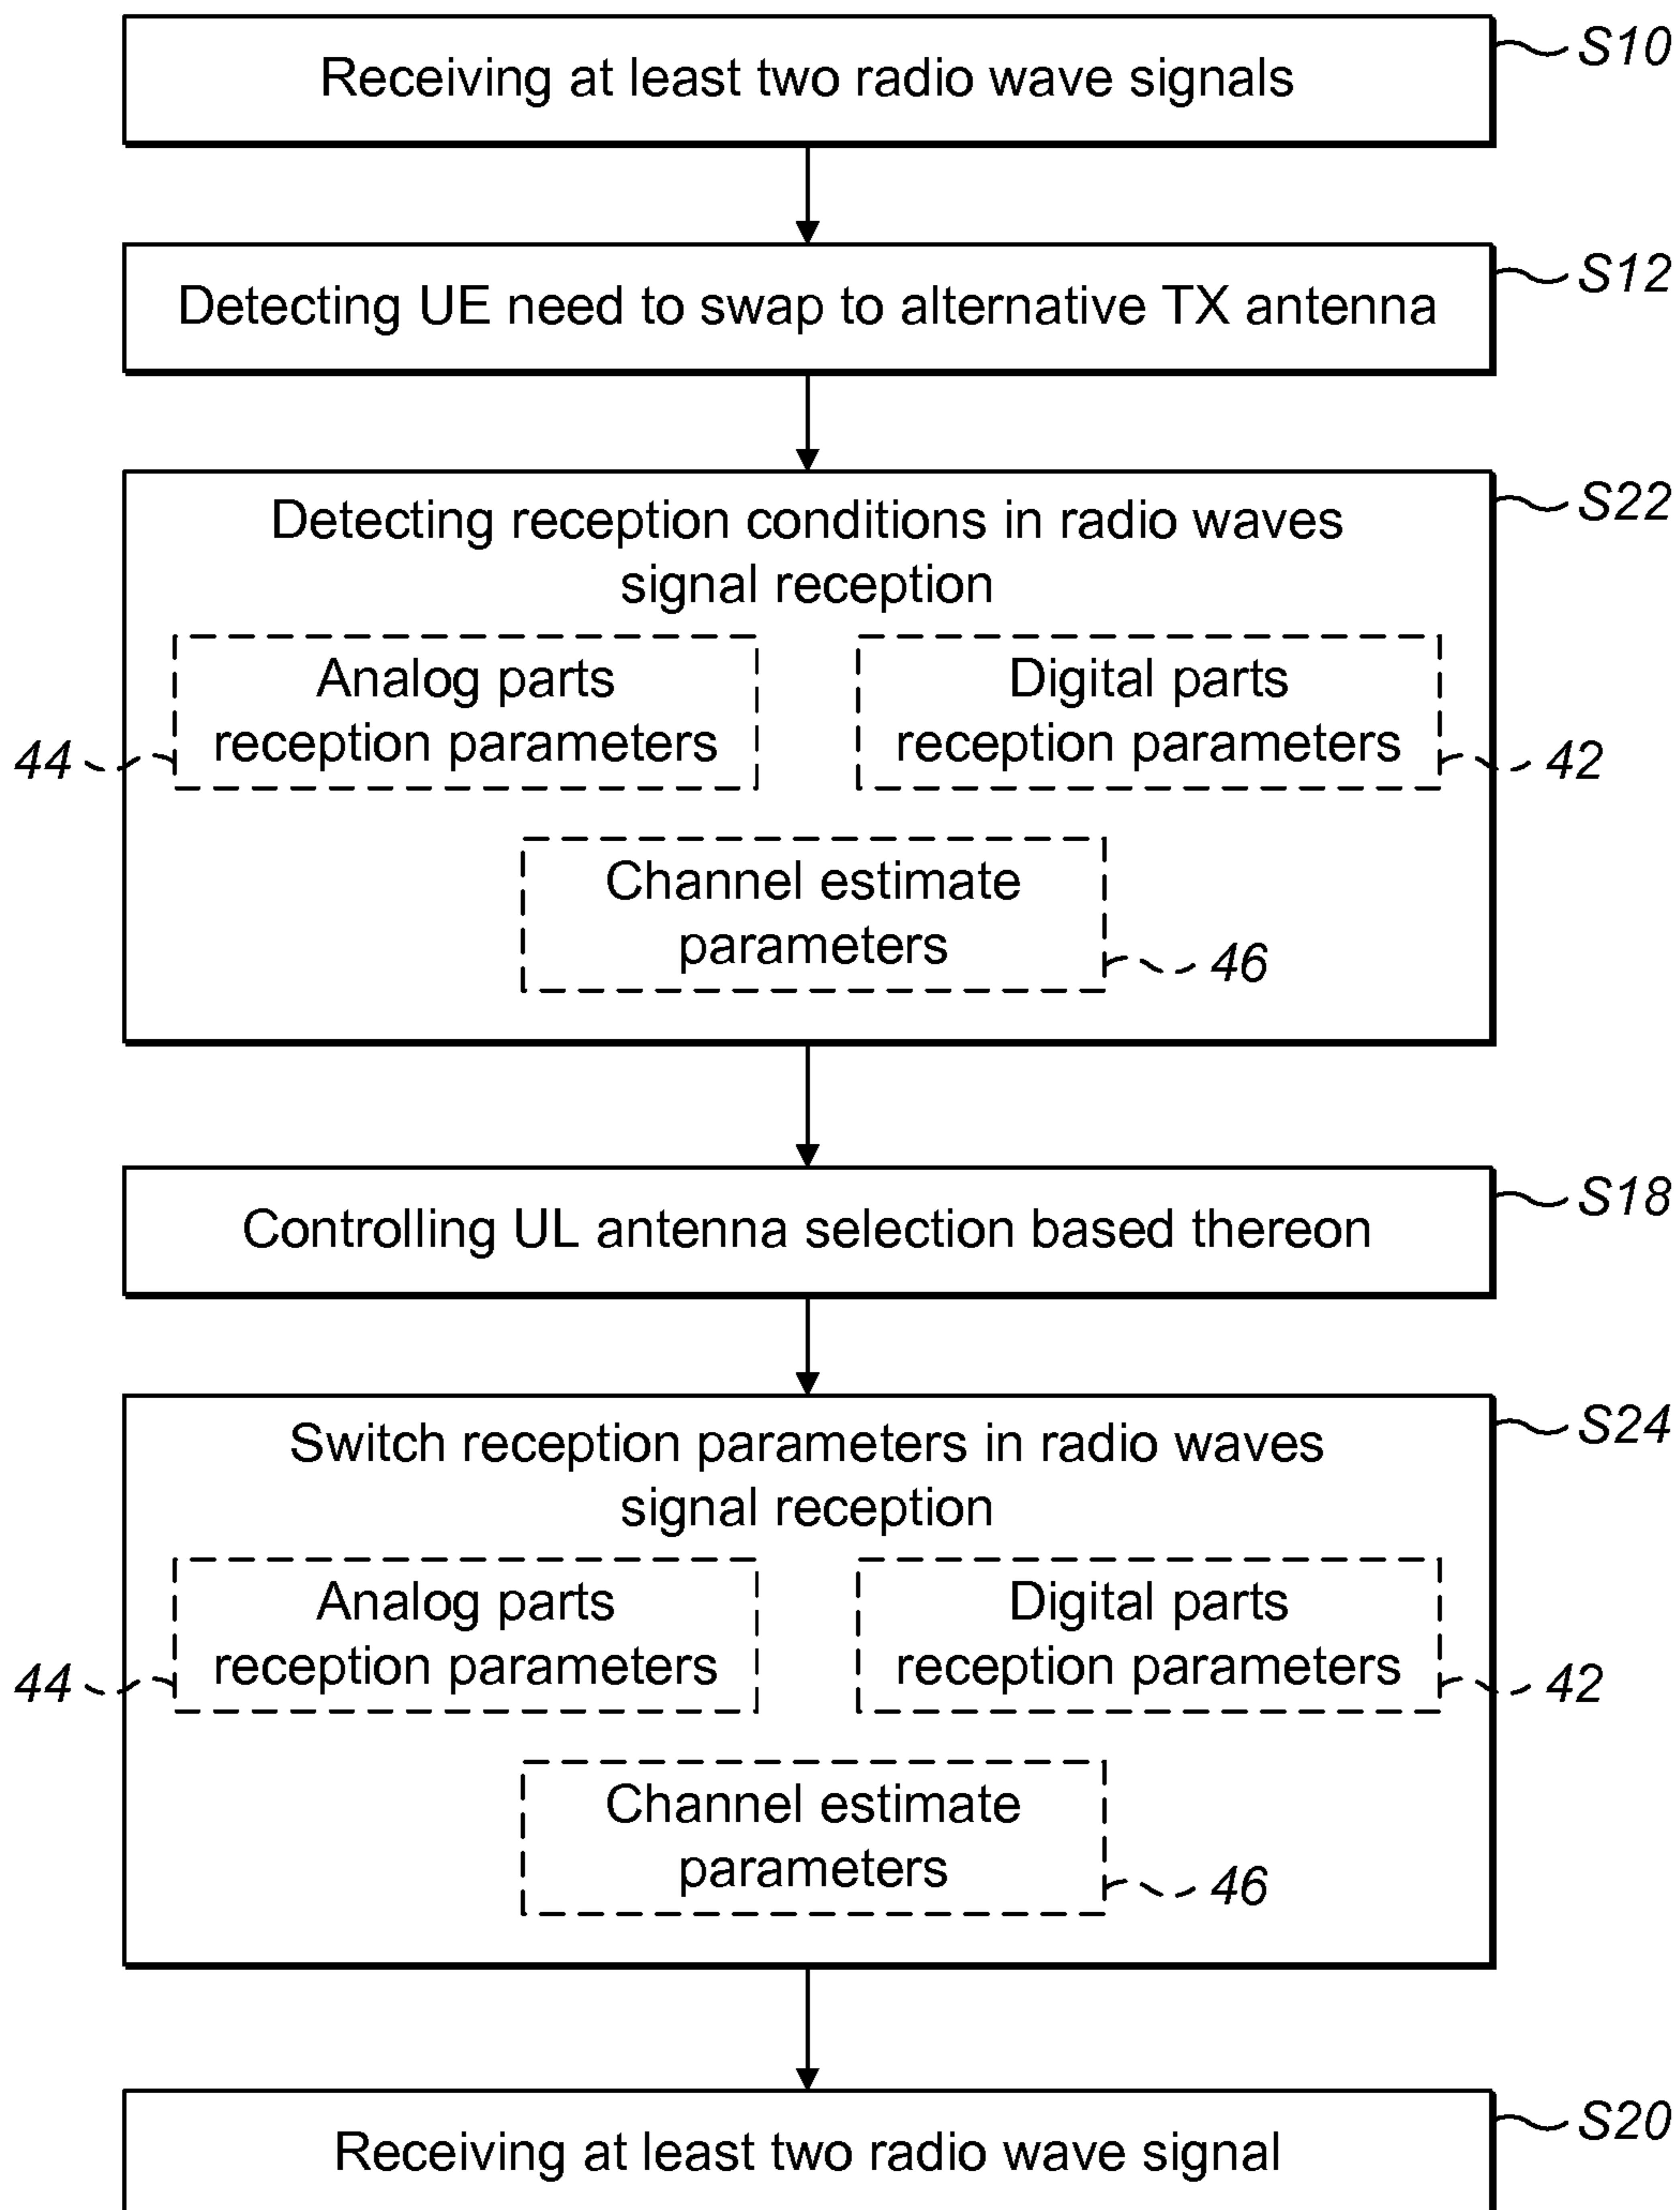 Receiving at least two radio wave signals
S10
Detecting UE need to swap to alternative TX antenna
S12
Detecting reception conditions in radio waves
signal reception
S22
Analog parts
reception parameters
44
Digital parts
reception parameters
42
Channel estimate
parameters
46
Controlling UL antenna selection based thereon
S18
Switch reception parameters in radio waves
signal reception
S24
Analog parts
reception parameters
44
Digital parts
reception parameters
42
Channel estimate
parameters
46
Receiving at least two radio wave signal
S20